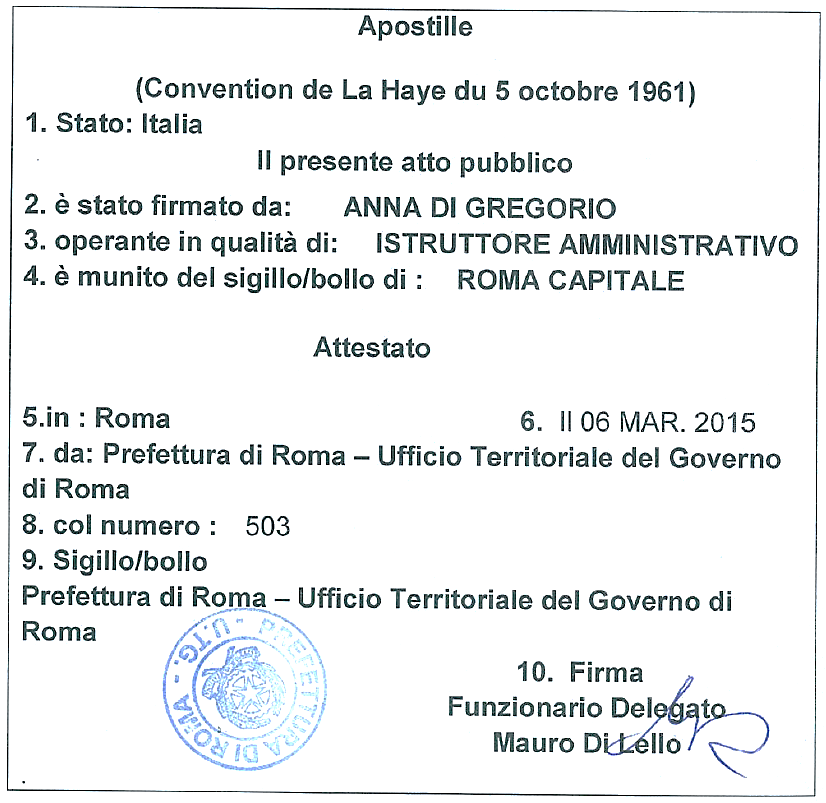 Apostille
(Convention de La Haye du 5 octobre 1961)
1. Stato: Italia
Il presente atto pubblico
2. è stato firmato da: ANNA DI GREGORIO
3. operante in qualità di: ISTRUTTORE AMMINISTRATIVO
4. è munito del sigillo/bollo di : ROMA CAPITALE
Attestato
5.in : Roma 6. Il 06 MAR. 2015
7. da: Prefettura di Roma – Ufficio Territoriale del Governo
di Roma
8. col numero : 503
9. Sigillo/bollo
Prefettura di Roma – Ufficio Territoriale del Governo di
Roma
PREFETTURA DI ROMA - U.TG. -
10. Firma
Funzionario Delegato
Mauro Di Lello